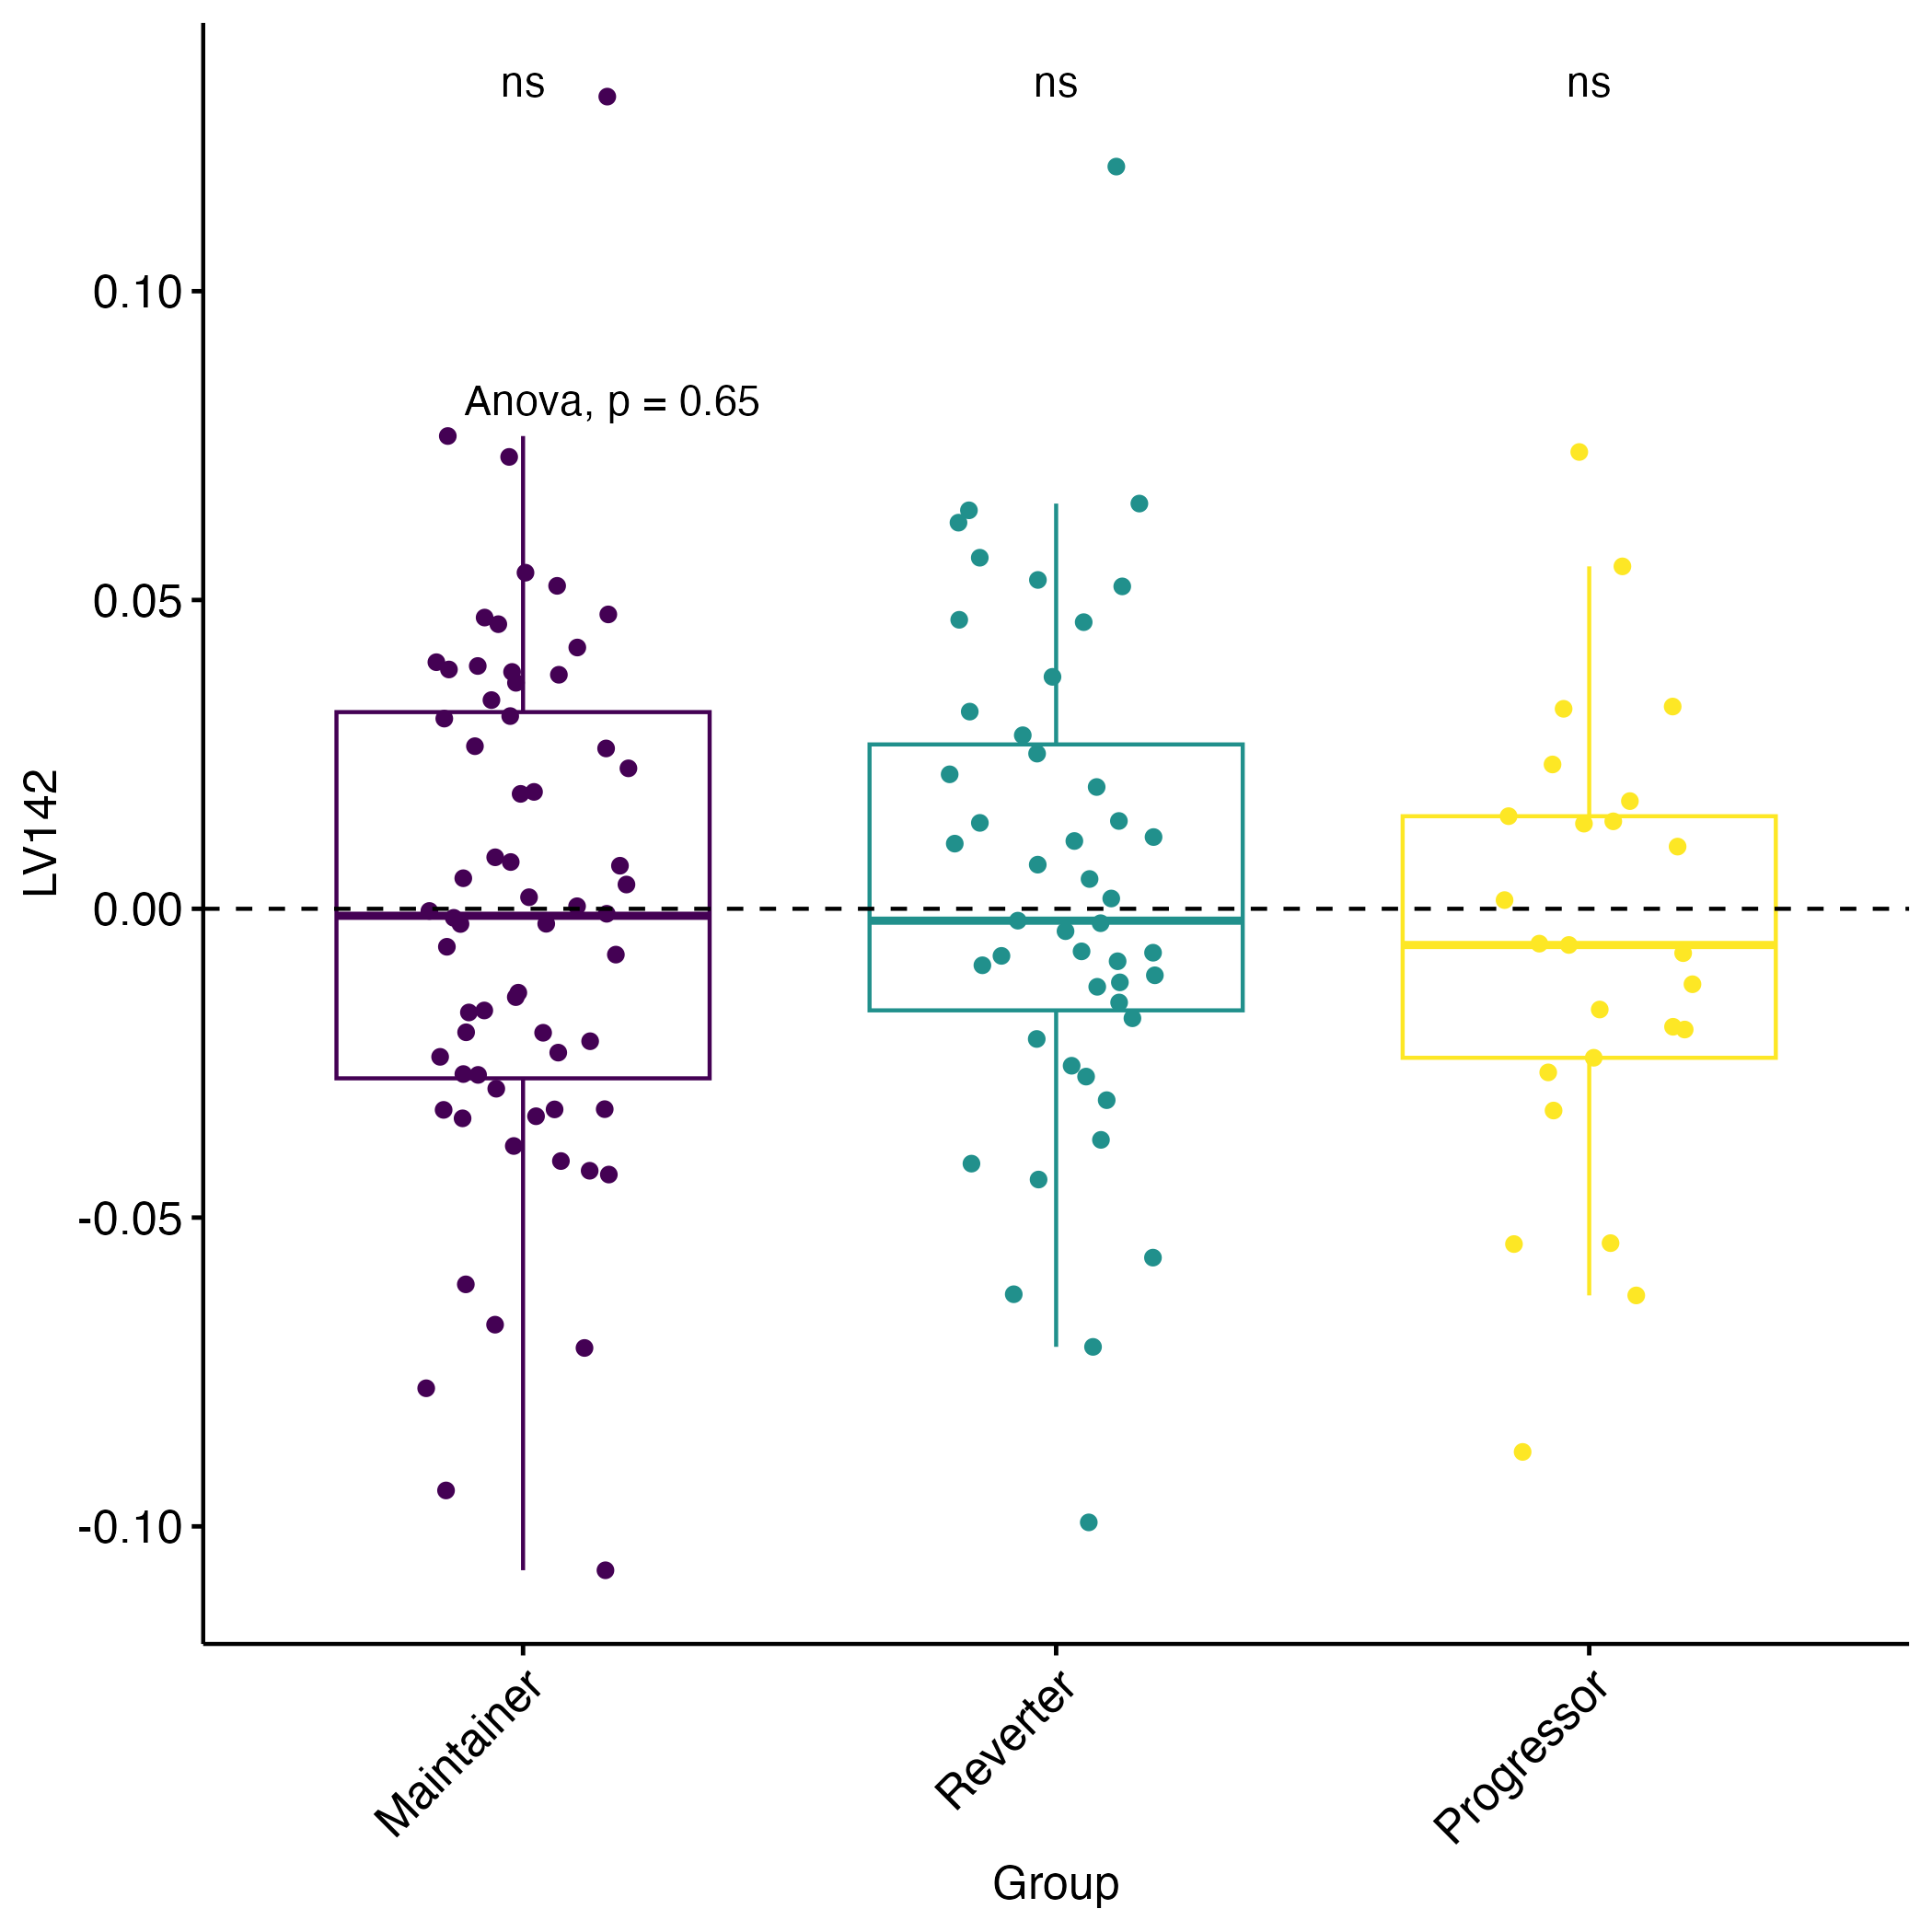 ns ns ns
0.10
Anova, p = 0.65
0.05
0.00
-0.05
-0.10
LV142
Maintainer Reverter Progressor
Group